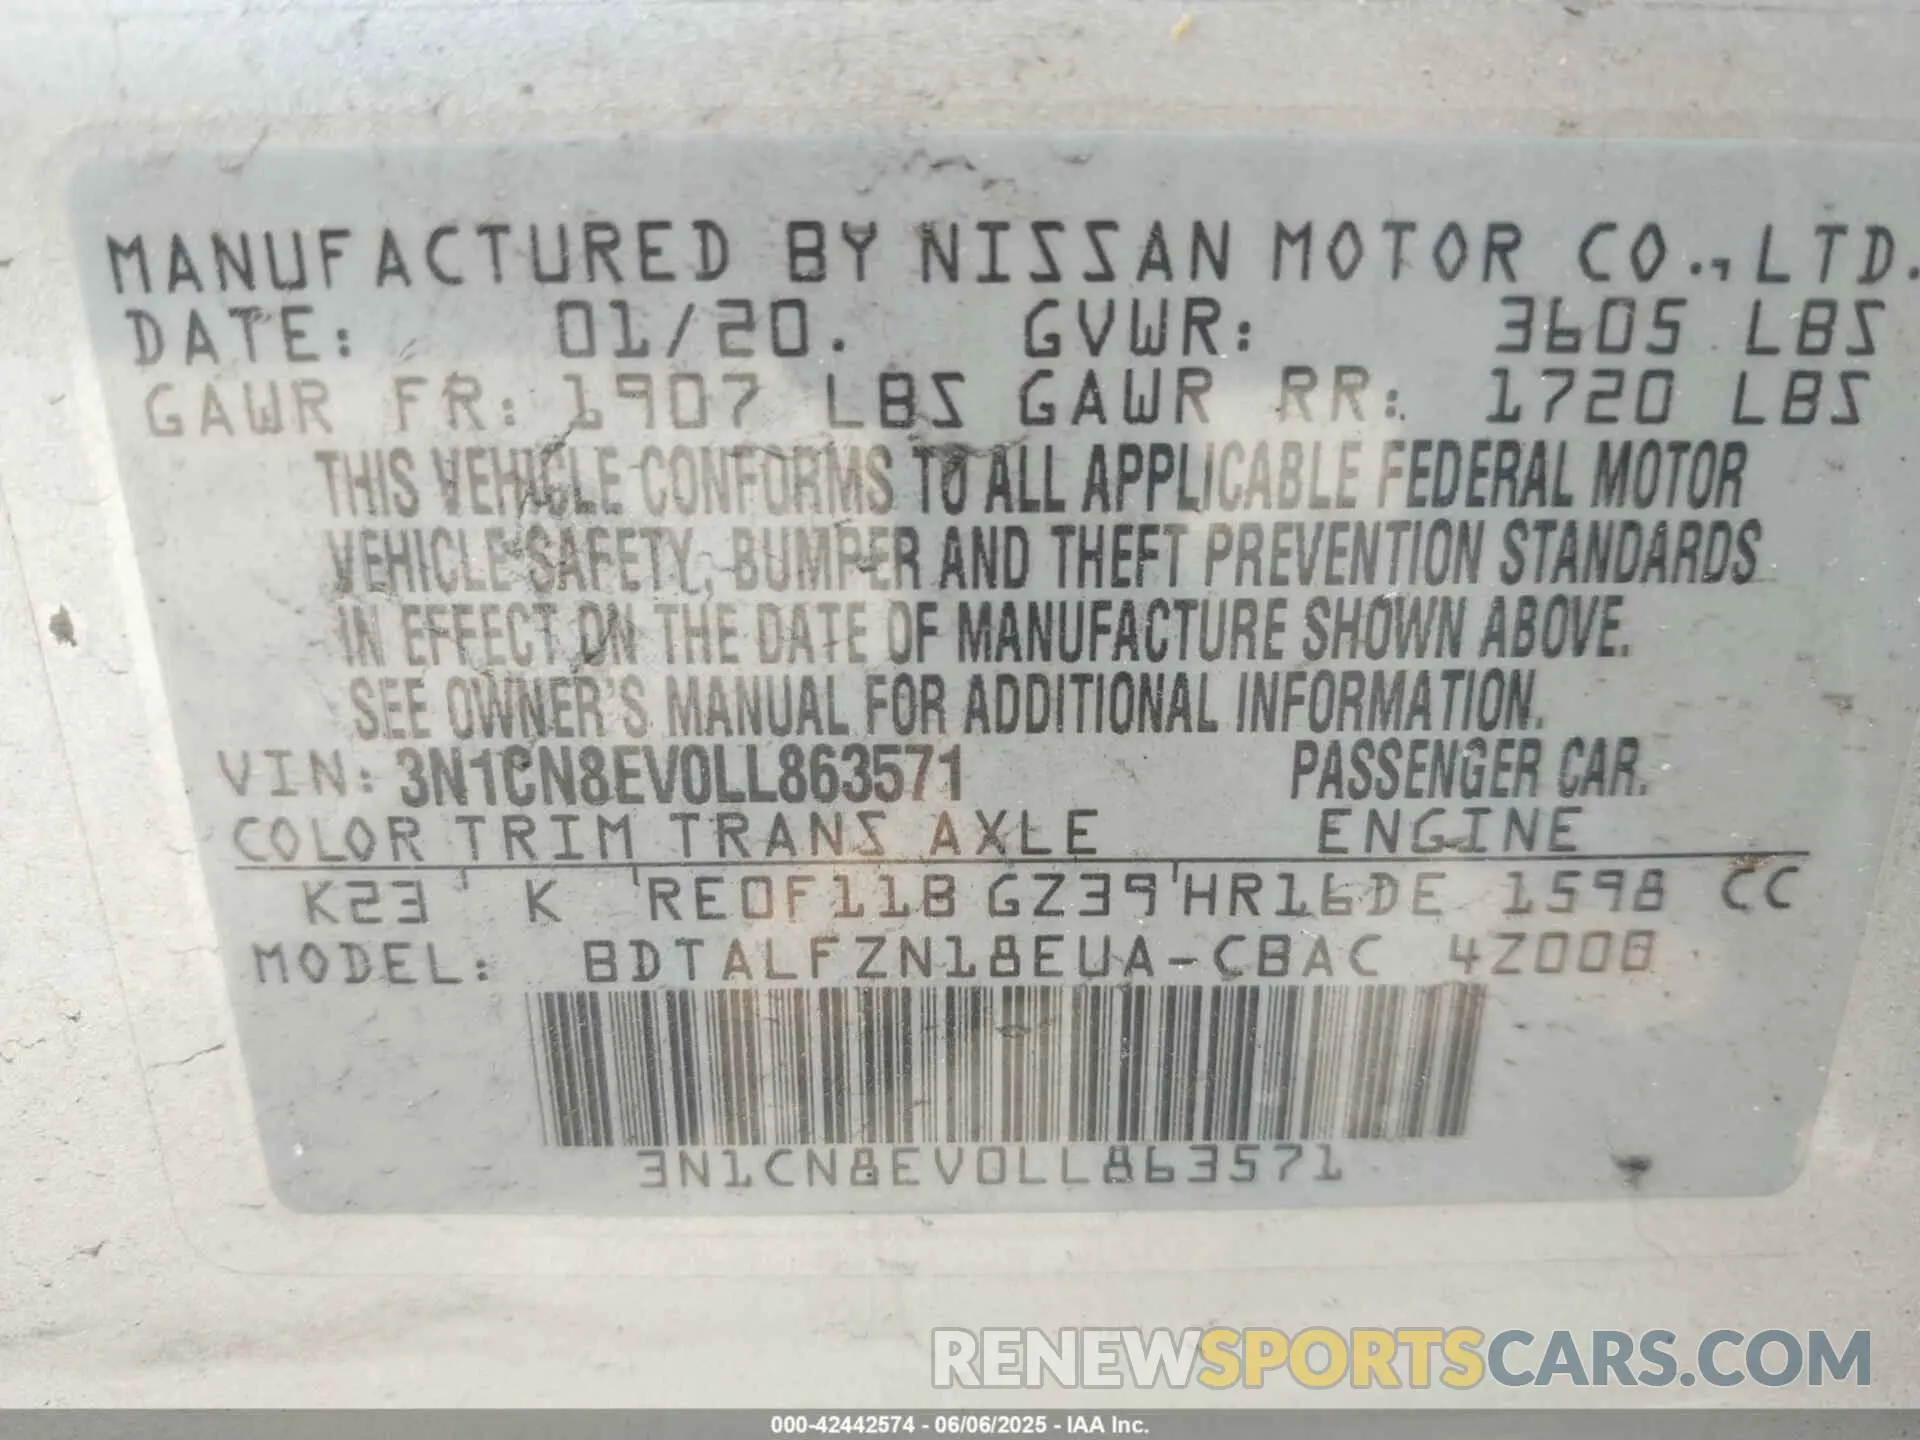 MANUFACTURED BY NISSAN MOTOR CO., LTD.
DATE: 01/20. GVWR: 3605 LBS
GAWR FR: 1907 LBS GAWR RR: 1720 LBS
THIS VEHICLE CONFORMS TO ALL APPLICABLE FEDERAL MOTOR
VEHICLE SAFETY, BUMPER AND THEFT PREVENTION STANDARDS
IN EFFECT ON THE DATE OF MANUFACTURE SHOWN ABOVE.
SEE OWNER'S MANUAL FOR ADDITIONAL INFORMATION.
VIN: 3N1CN8EV0LL863571 PASSENGER CAR.
COLOR TRIM TRANS AXLE ENGINE
K23 K RE0F11B GZ39 HR16DE 1598 CC
MODEL: BDTALFZN18EUA-CBAC 4Z008
3N1CN8EV0LL863571
RENEWSPORTSCARS.COM
000-42442574 - 06/06/2025 - IAA Inc.